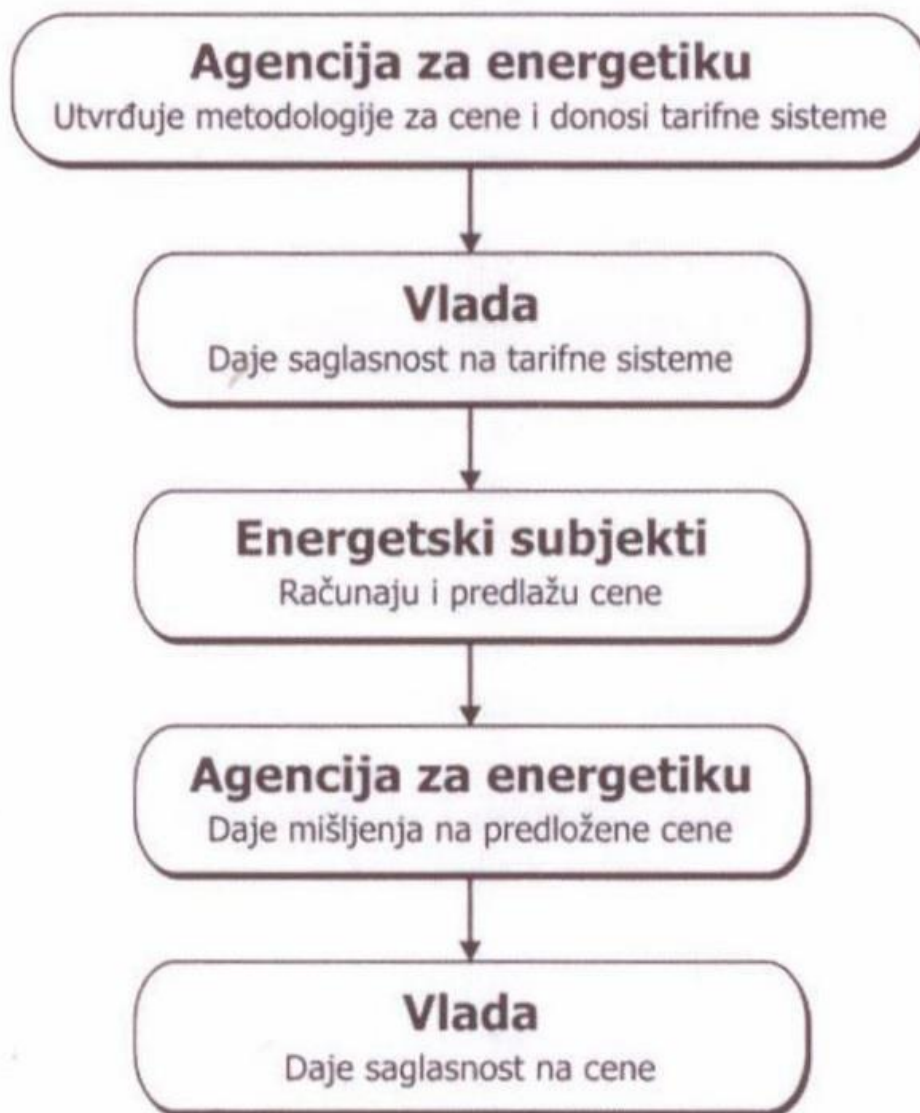 Agencija za energetiku
Utvrđuje metodologije za cene i donosi tarifne sisteme
Vlada
Daje saglasnost na tarifne sisteme
Energetski subjekti
Računaju i predlažu cene
Agencija za energetiku
Daje mišljenja na predložene cene
Vlada
Daje saglasnost na cene